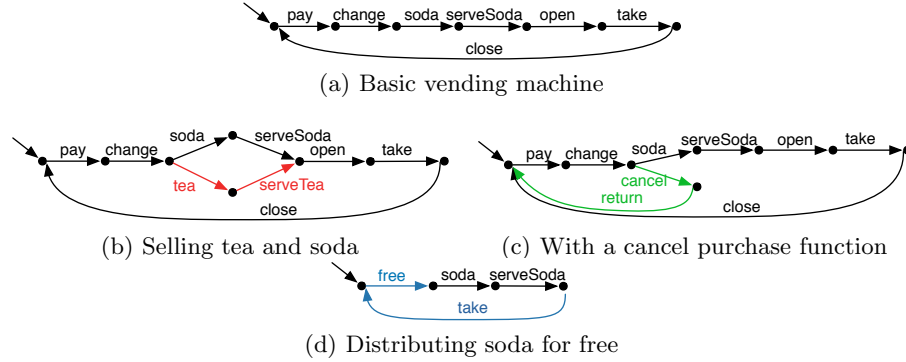 pay change soda serveSoda open take
close
(a) Basic vending machine
pay change soda serveSoda open take
tea serveTea
close
(b) Selling tea and soda
pay change soda serveSoda open take
cancel
return
close
(c) With a cancel purchase function
free soda serveSoda
take
(d) Distributing soda for free